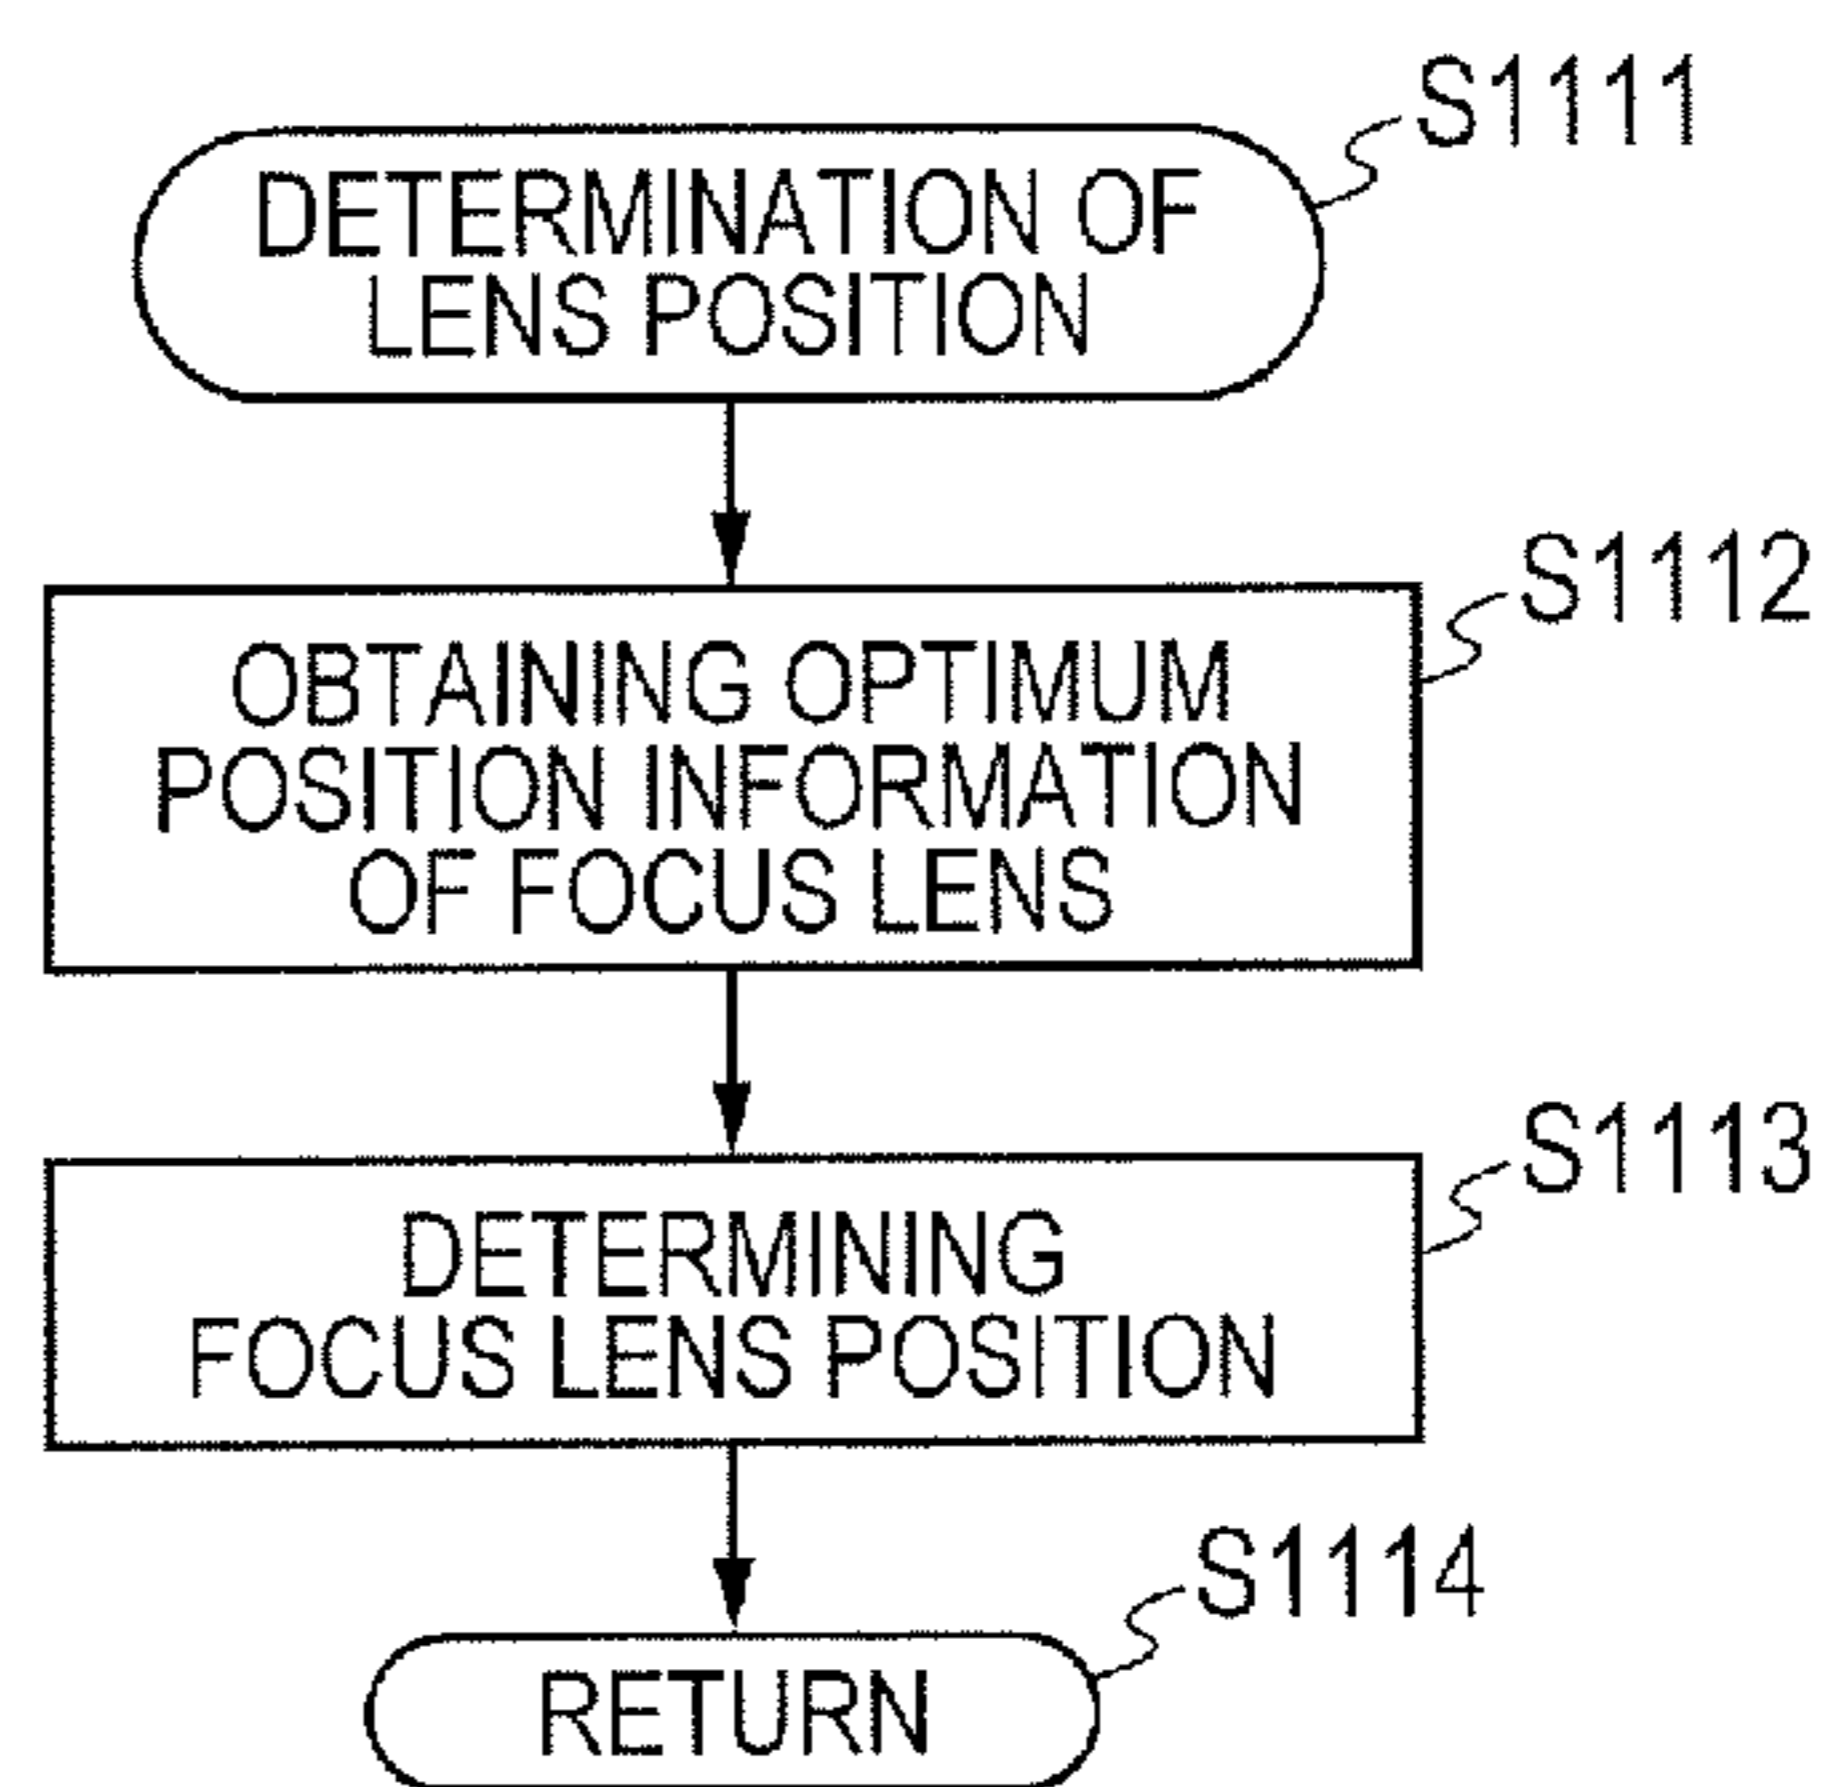 S1111
DETERMINATION OF
LENS POSITION
S1112
OBTAINING OPTIMUM
POSITION INFORMATION
OF FOCUS LENS
S1113
DETERMINING
FOCUS LENS POSITION
S1114
RETURN